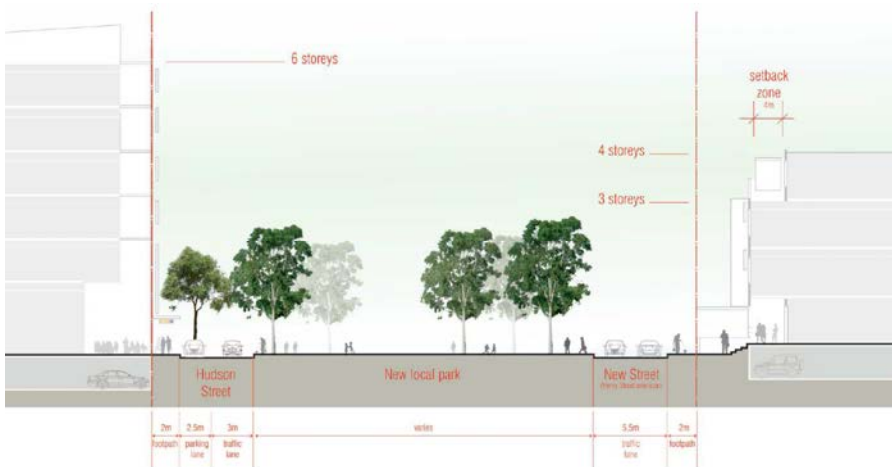 6 storeys
setback
zone
4m
4 storeys
3 storeys
Hudson
Street
New local park
New Street
2m
2.5m
3m
varies
5.5m
2m
footpath
parking
lane
traffic
lane
traffic
lane
footpath